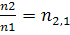 n2/n1 = n₂,₁